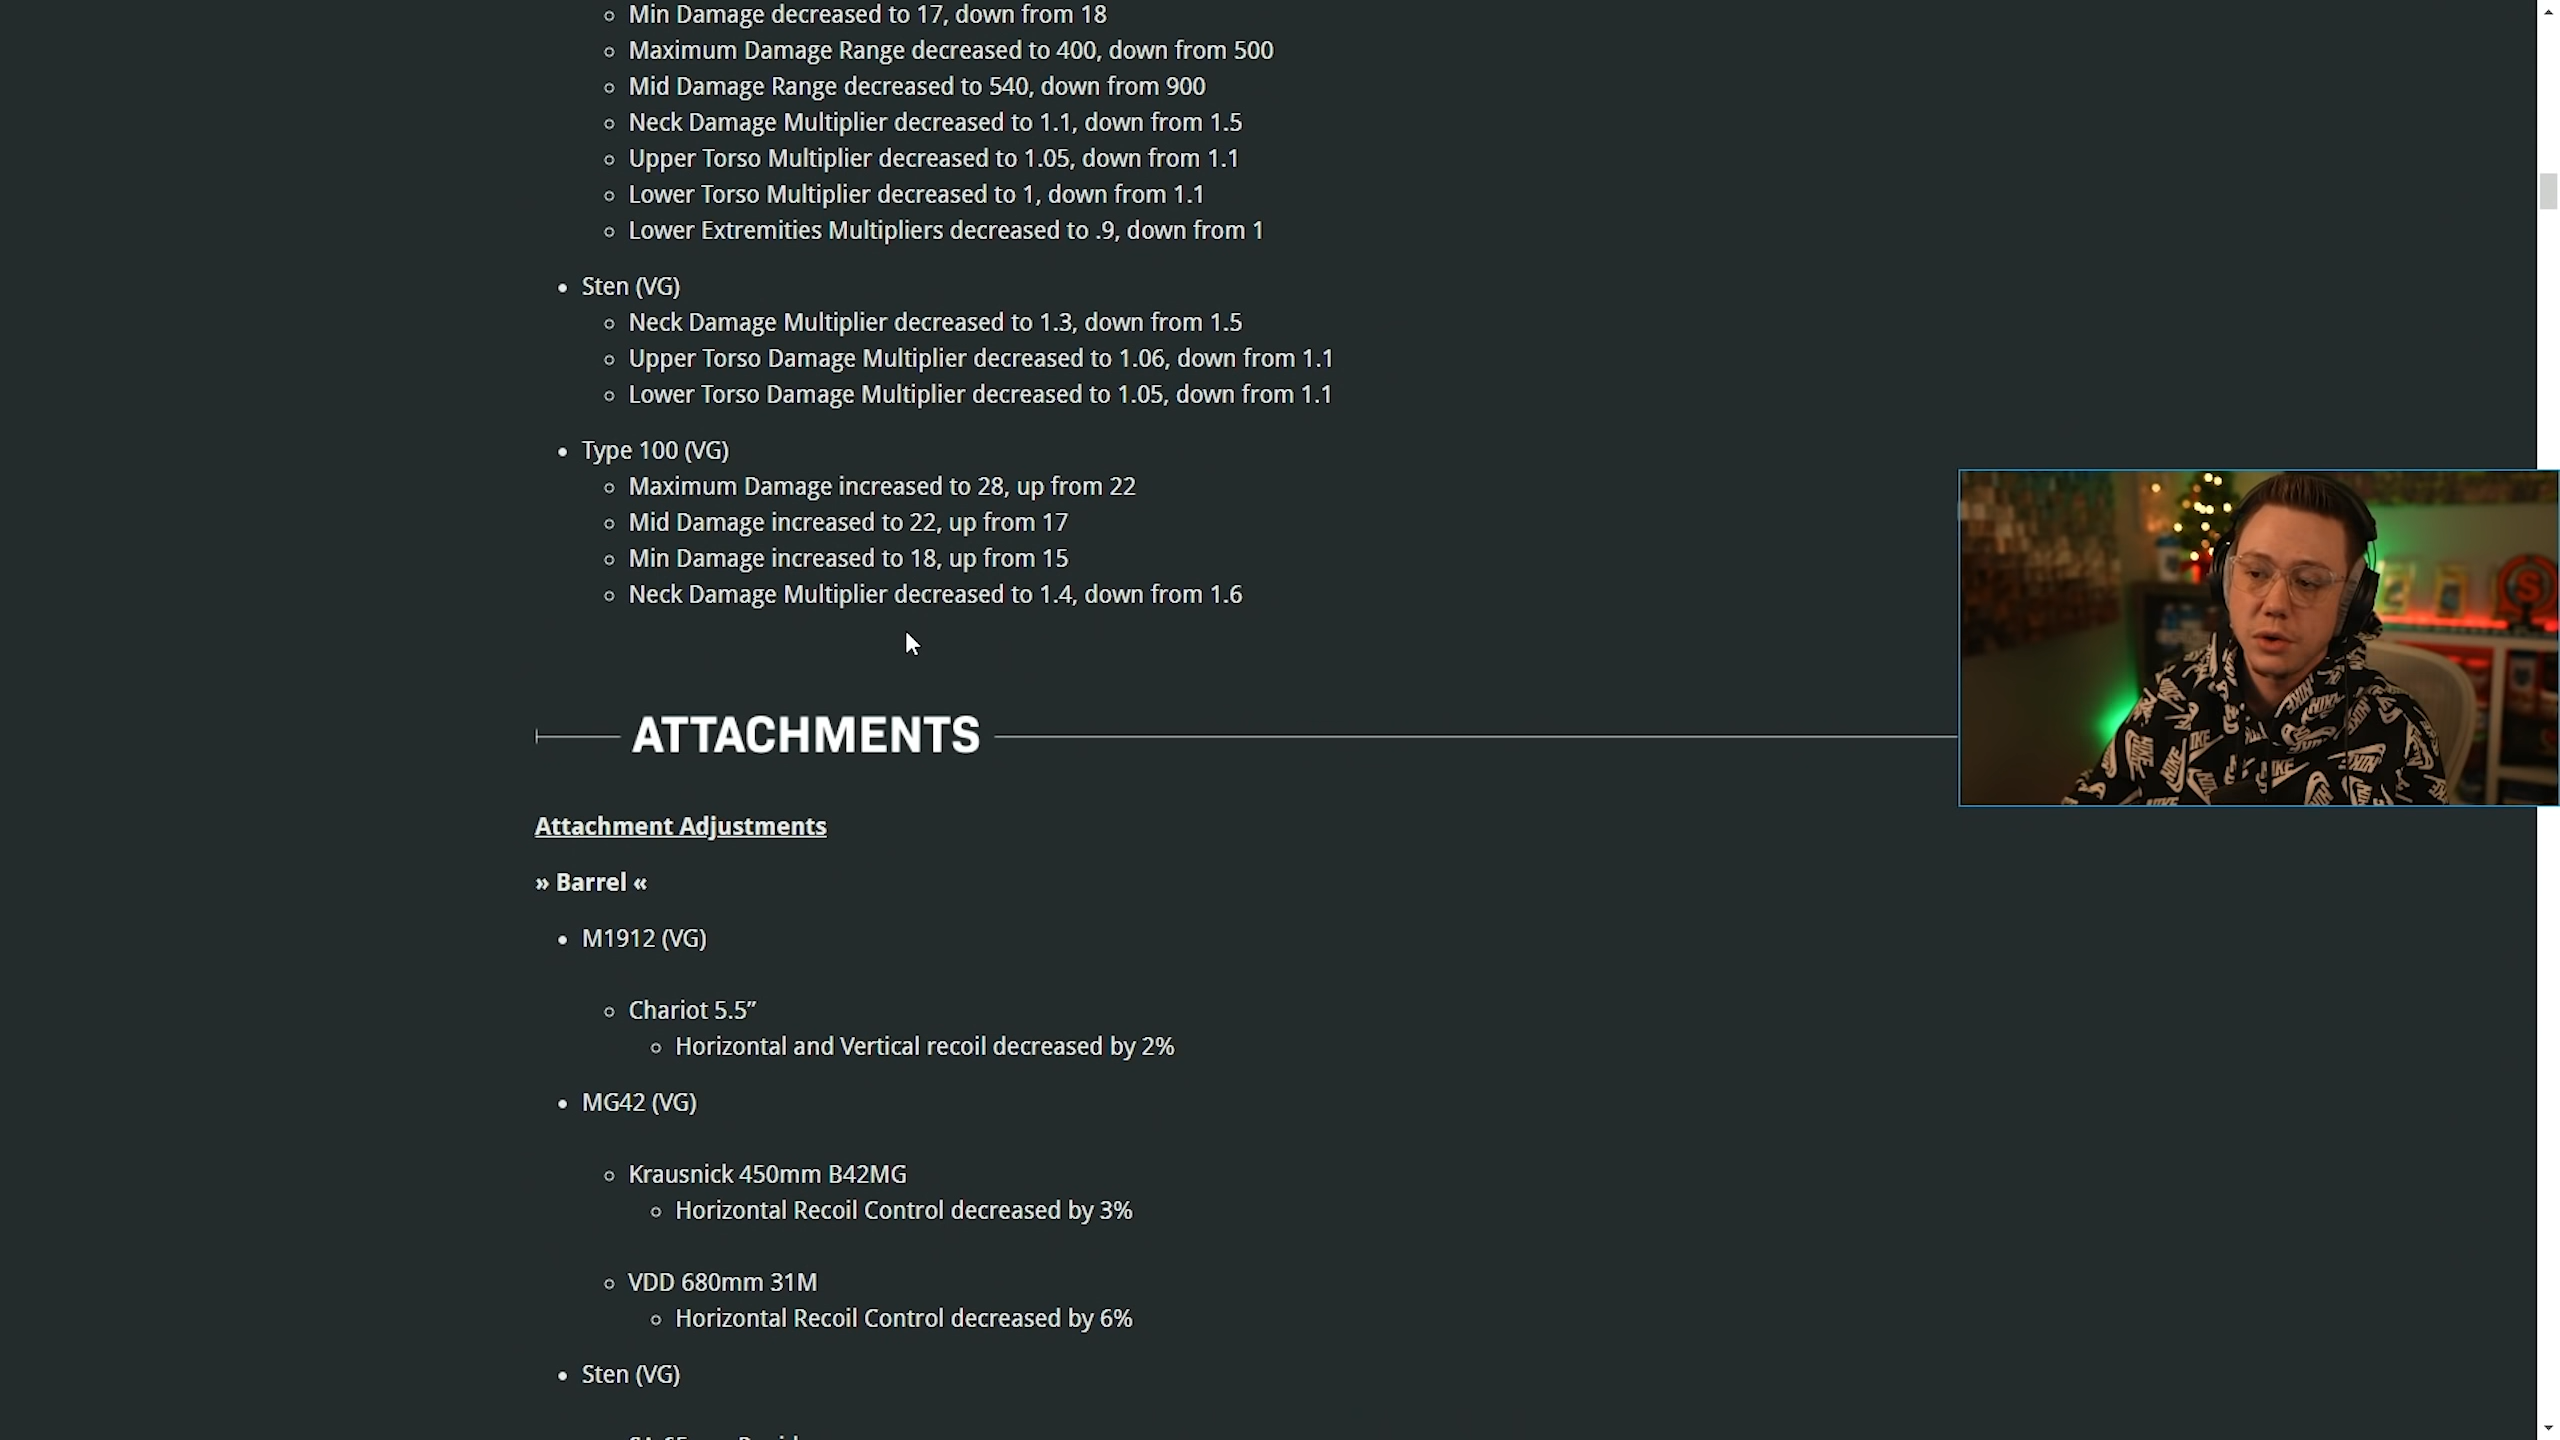 Min Damage decreased to 17, down from 18
Maximum Damage Range decreased to 400, down from 500
Mid Damage Range decreased to 540, down from 900
Neck Damage Multiplier decreased to 1.1, down from 1.5
Upper Torso Multiplier decreased to 1.05, down from 1.1
Lower Torso Multiplier decreased to 1, down from 1.1
Lower Extremities Multipliers decreased to .9, down from 1
Sten (VG)
Neck Damage Multiplier decreased to 1.3, down from 1.5
Upper Torso Damage Multiplier decreased to 1.06, down from 1.1
Lower Torso Damage Multiplier decreased to 1.05, down from 1.1
Type 100 (VG)
Maximum Damage increased to 28, up from 22
Mid Damage increased to 22, up from 17
Min Damage increased to 18, up from 15
Neck Damage Multiplier decreased to 1.4, down from 1.6
ATTACHMENTS
Attachment Adjustments
» Barrel «
M1912 (VG)
Chariot 5.5”
Horizontal and Vertical recoil decreased by 2%
MG42 (VG)
Krausnick 450mm B42MG
Horizontal Recoil Control decreased by 3%
VDD 680mm 31M
Horizontal Recoil Control decreased by 6%
Sten (VG)
S
NIKE